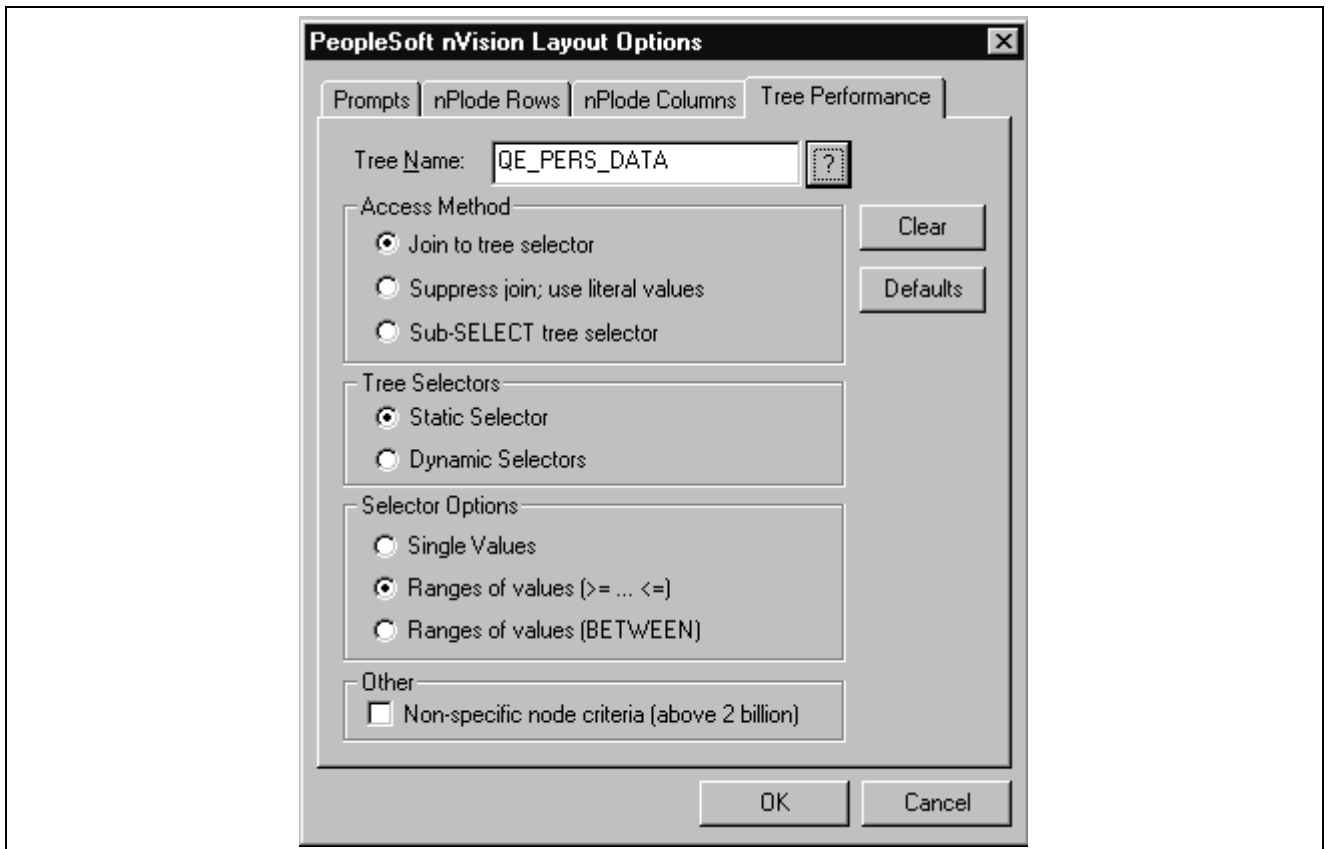 PeopleSoft nVision Layout Options
Prompts nPlode Rows nPlode Columns Tree Performance
Tree Name: QE_PERS_DATA ?
Access Method
Clear
Join to tree selector
Suppress join; use literal values
Defaults
Sub-SELECT tree selector
Tree Selectors
Static Selector
Dynamic Selectors
Selector Options
Single Values
Ranges of values (>= ... <=)
Ranges of values (BETWEEN)
Other
Non-specific node criteria (above 2 billion)
OK Cancel